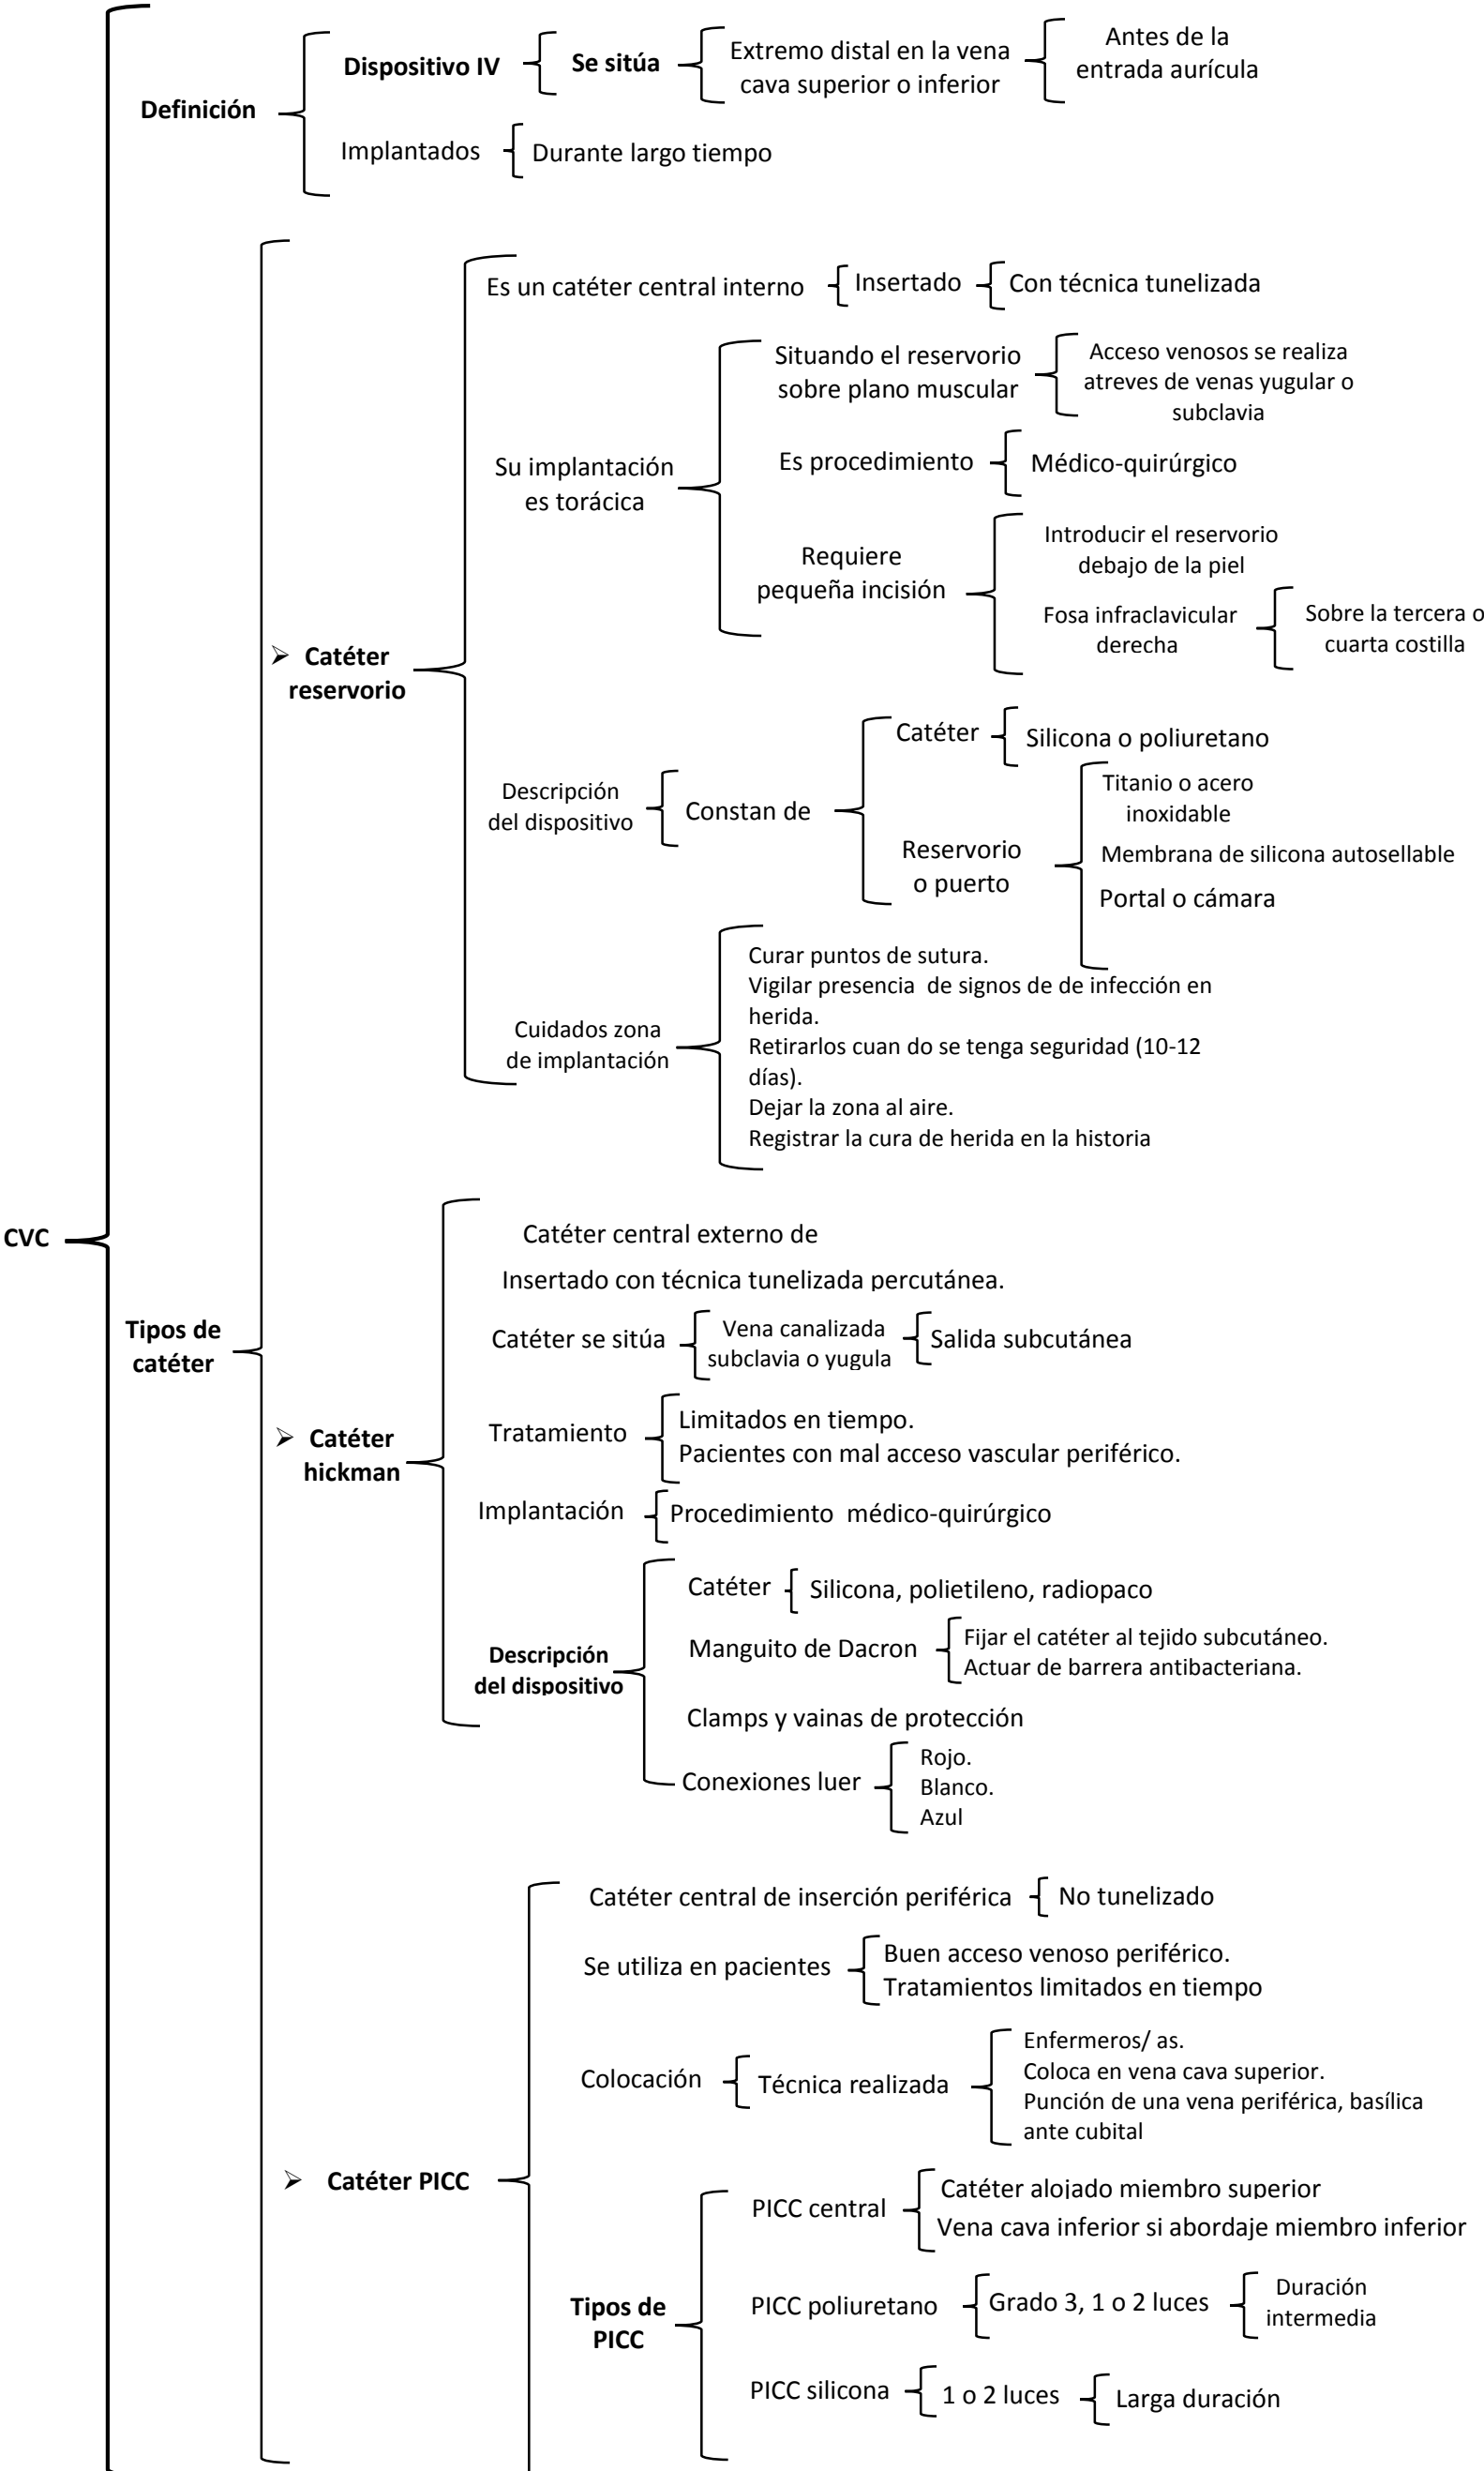 CVC
Definición
Dispositivo IV
Se sitúa
Extremo distal en la vena
cava superior o inferior
Antes de la
entrada aurícula
Implantados
Durante largo tiempo
Tipos de
catéter
➢ Catéter
reservorio
Es un catéter central interno
Insertado
Con técnica tunelizada
Su implantación
es torácica
Situando el reservorio
sobre plano muscular
Acceso venosos se realiza
atreves de venas yugular o
subclavia
Es procedimiento
Médico-quirúrgico
Requiere
pequeña incisión
Introducir el reservorio
debajo de la piel
Fosa infraclavicular
derecha
Sobre la tercera o
cuarta costilla
Descripción
del dispositivo
Constan de
Catéter
Silicona o poliuretano
Reservorio
o puerto
Titanio o acero
inoxidable
Membrana de silicona autosellable
Portal o cámara
Cuidados zona
de implantación
Curar puntos de sutura.
Vigilar presencia  de signos de de infección en
herida.
Retirarlos cuan do se tenga seguridad (10-12
días).
Dejar la zona al aire.
Registrar la cura de herida en la historia
➢ Catéter
hickman
Catéter central externo de
Insertado con técnica tunelizada percutánea.
Catéter se sitúa
Vena canalizada
subclavia o yugula
Salida subcutánea
Tratamiento
Limitados en tiempo.
Pacientes con mal acceso vascular periférico.
Implantación
Procedimiento  médico-quirúrgico
Descripción
del dispositivo
Catéter
Silicona, polietileno, radiopaco
Manguito de Dacron
Fijar el catéter al tejido subcutáneo.
Actuar de barrera antibacteriana.
Clamps y vainas de protección
Conexiones luer
Rojo.
Blanco.
Azul
➢ Catéter PICC
Catéter central de inserción periférica
No tunelizado
Se utiliza en pacientes
Buen acceso venoso periférico.
Tratamientos limitados en tiempo
Colocación
Técnica realizada
Enfermeros/ as.
Coloca en vena cava superior.
Punción de una vena periférica, basílica
ante cubital
Tipos de
PICC
PICC central
Catéter alojado miembro superior
Vena cava inferior si abordaje miembro inferior
PICC poliuretano
Grado 3, 1 o 2 luces
Duración
intermedia
PICC silicona
1 o 2 luces
Larga duración